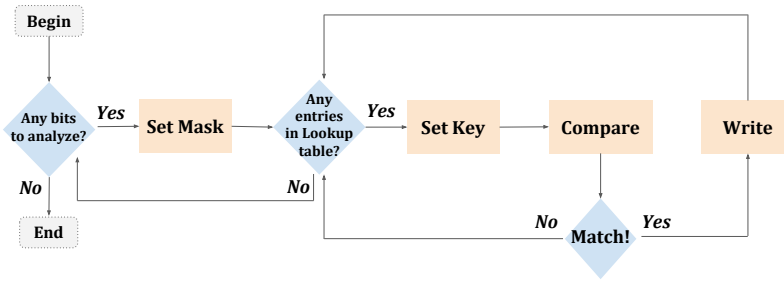 Begin
Any bits
to analyze?
Yes
Set Mask
Any
entries
in Lookup
table?
Yes
Set Key
Compare
Write
No
No
End
No
Match!
Yes